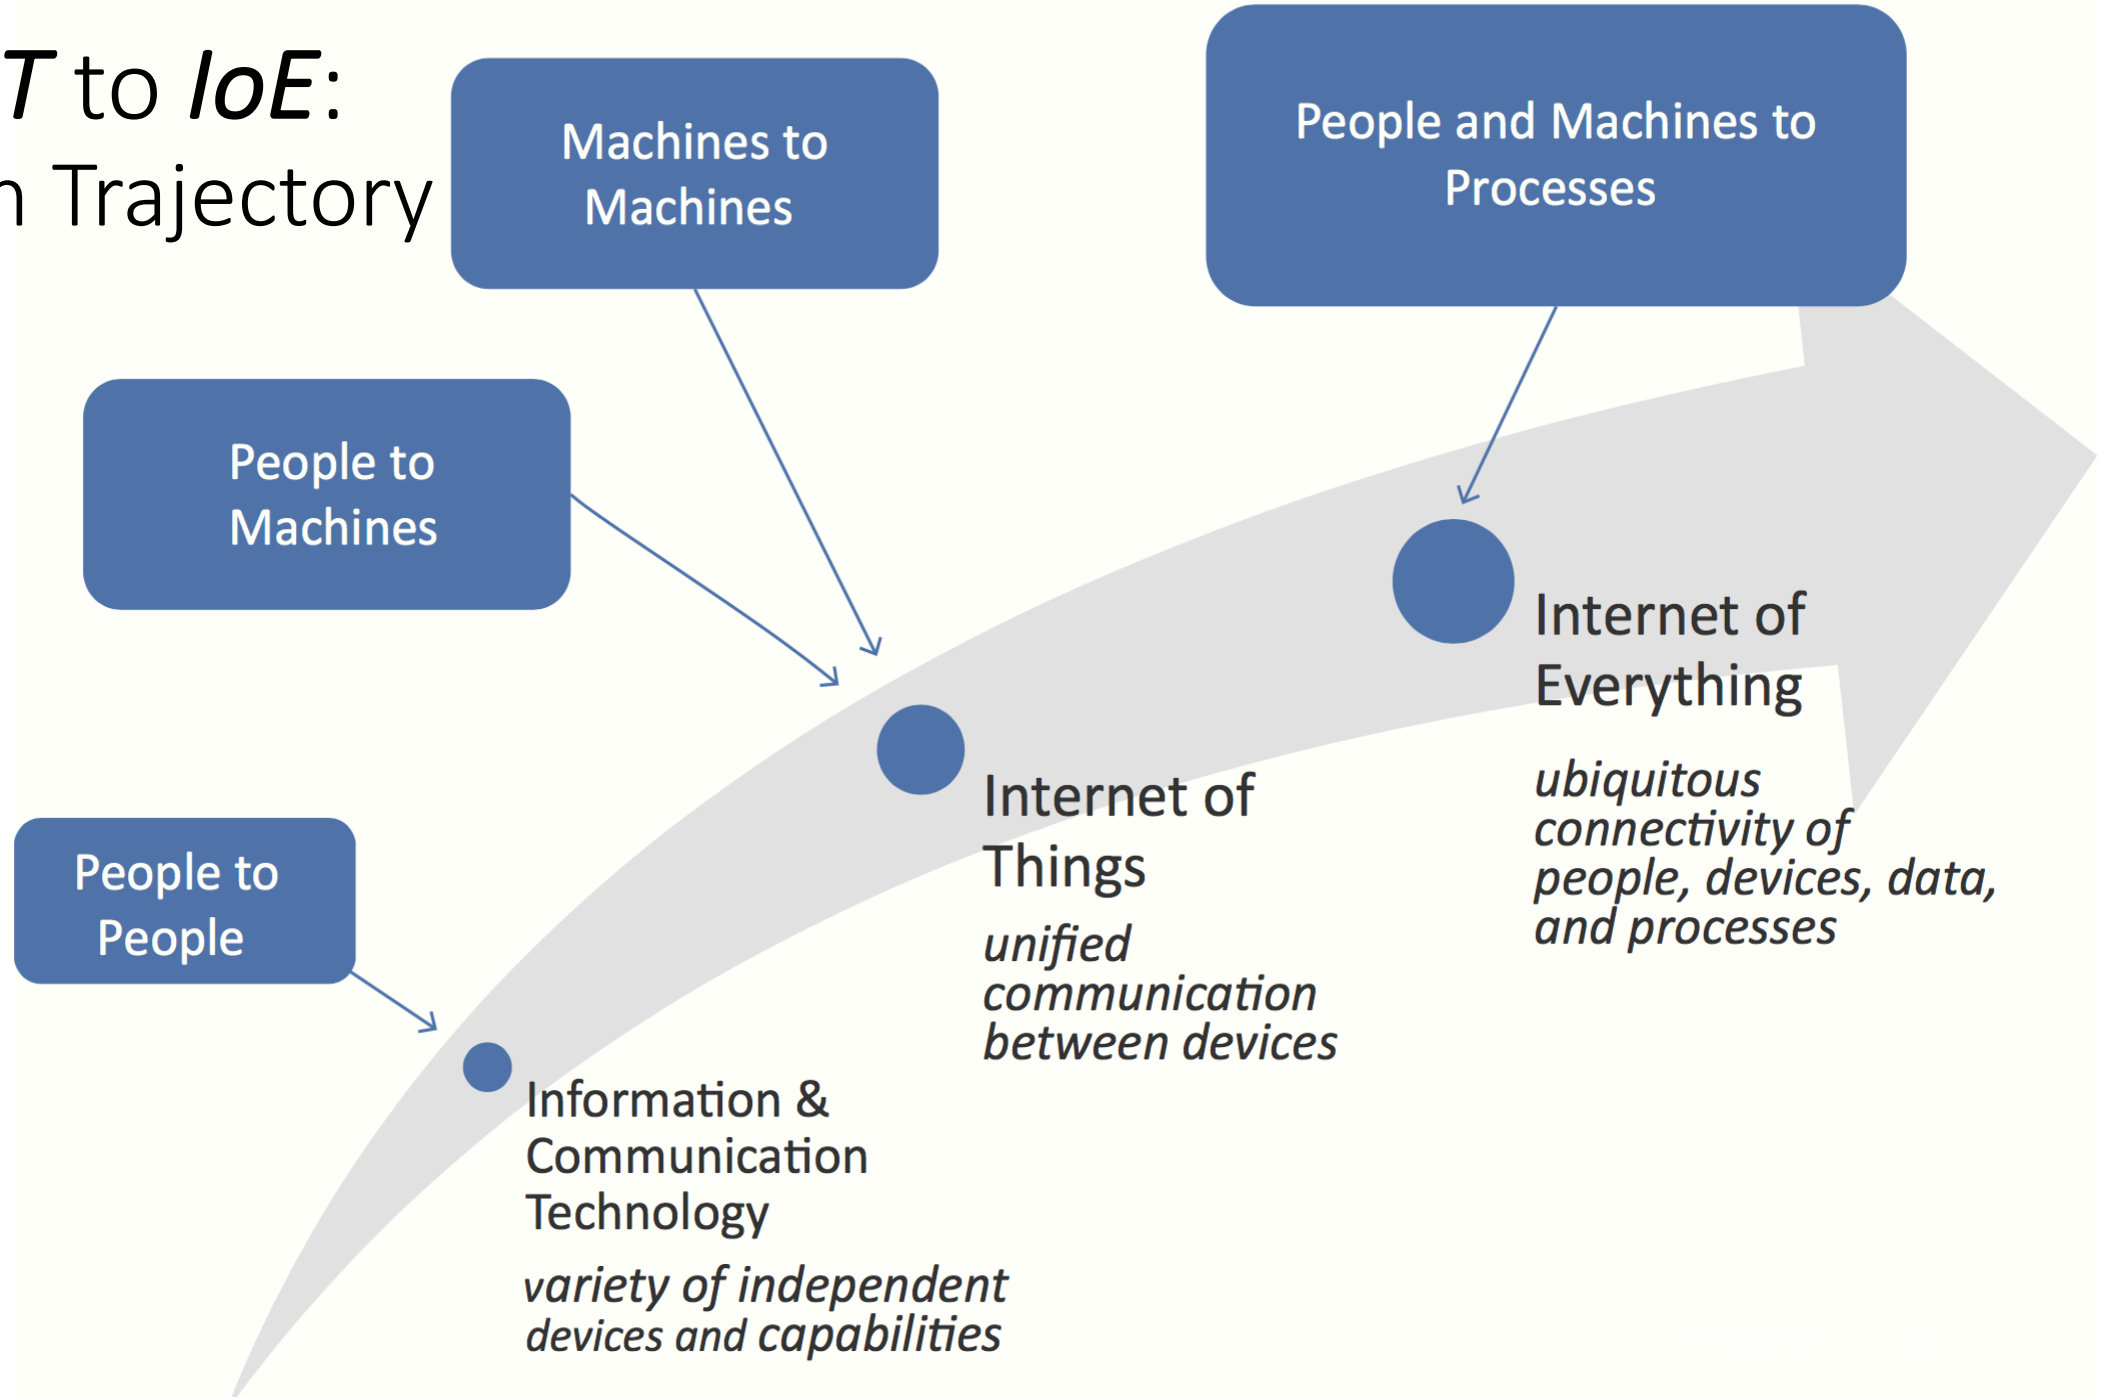 T to IoE:
n Trajectory
Machines to
Machines
People and Machines to
Processes
People to
Machines
People to
People
Internet of
Everything
ubiquitous
connectivity of
people, devices, data,
and processes
Internet of
Things
unified
communication
between devices
Information &
Communication
Technology
variety of independent
devices and capabilities